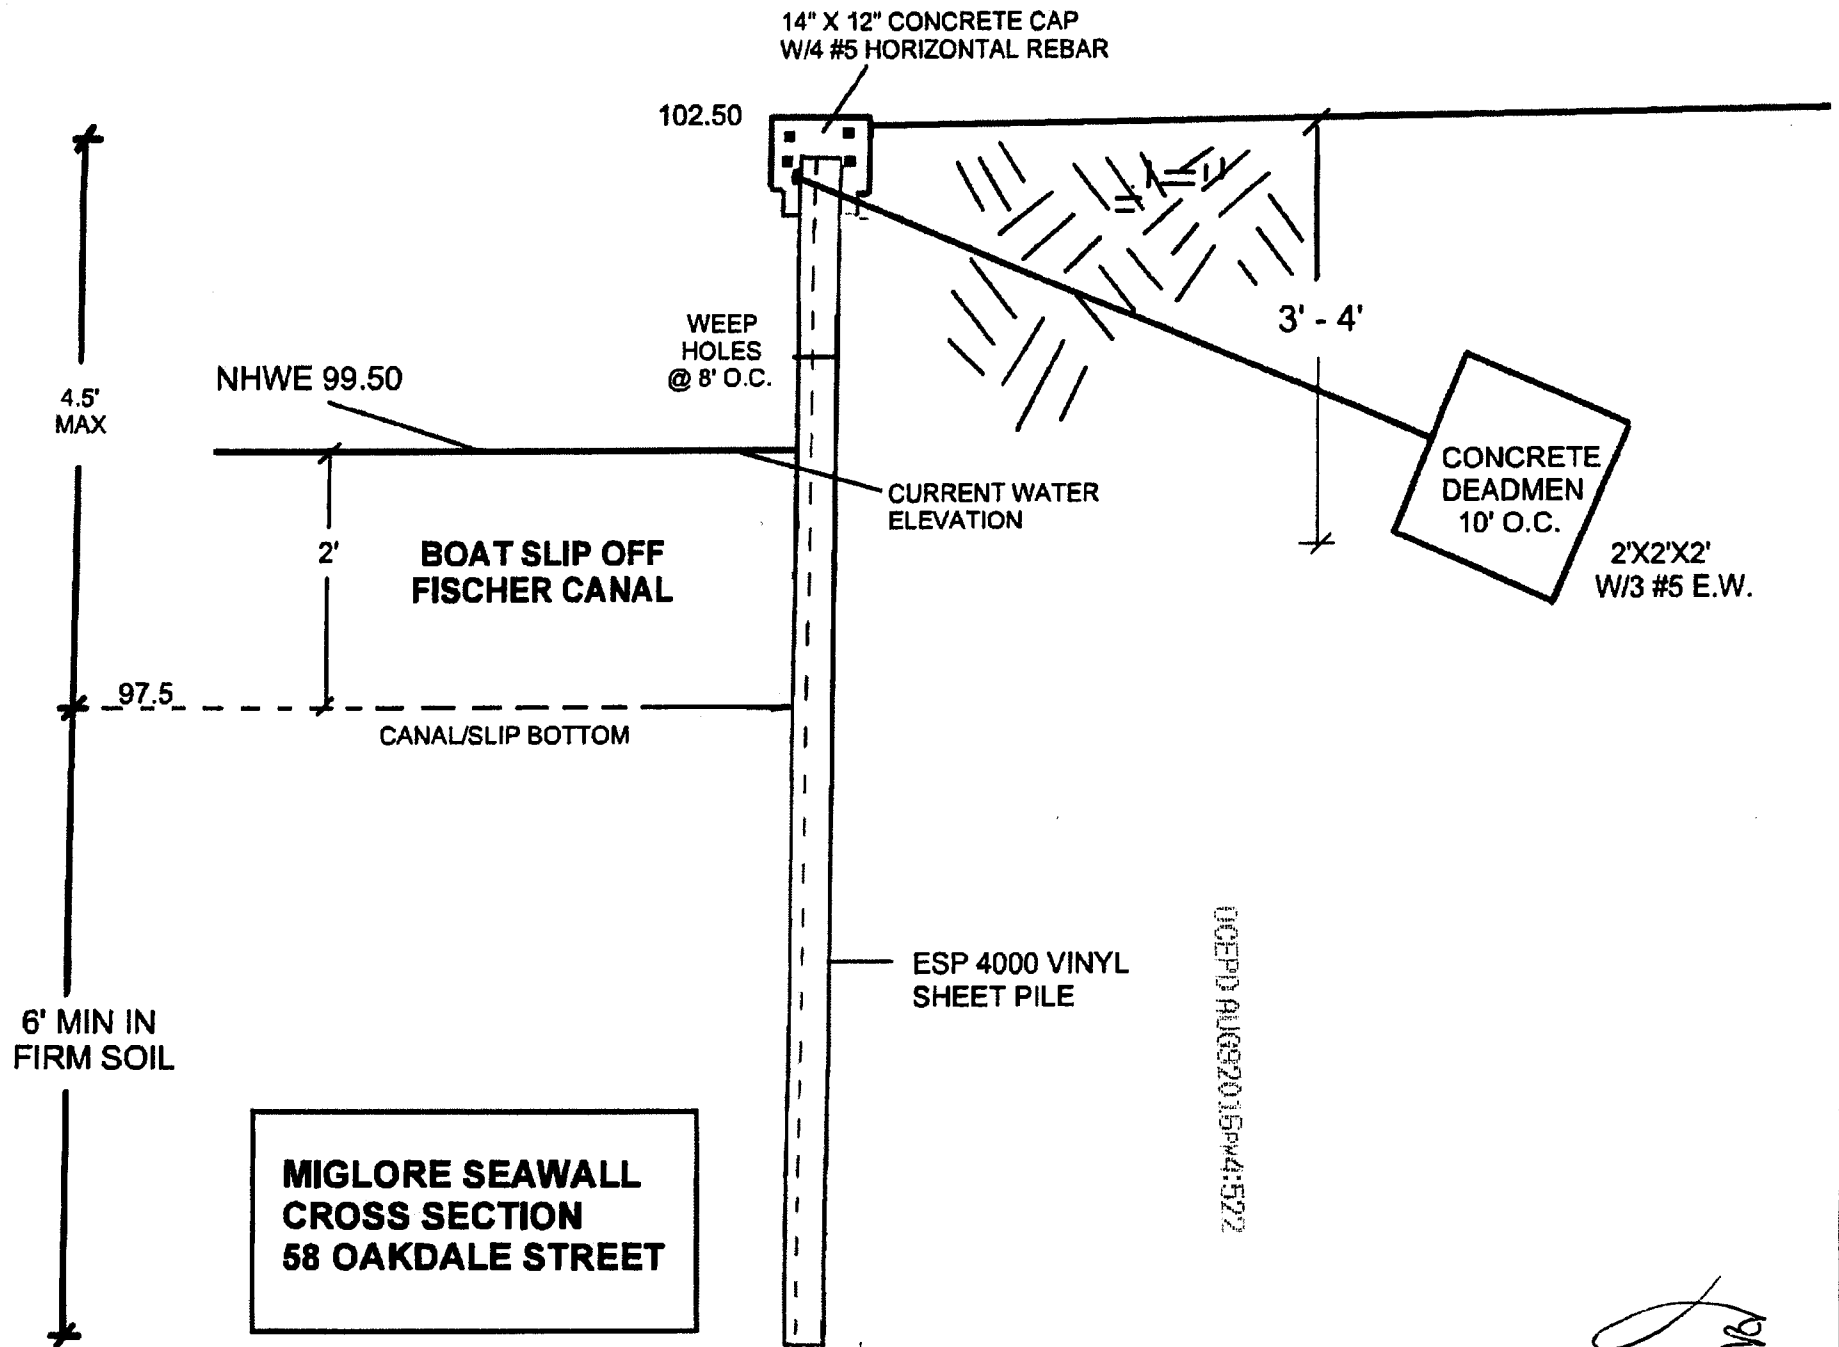 14" X 12" CONCRETE CAP
W/4 #5 HORIZONTAL REBAR
102.50
3' - 4'
WEEP
HOLES
@ 8' O.C.
NHWE 99.50
4.5'
MAX
CONCRETE
DEADMEN
10' O.C.
CURRENT WATER
ELEVATION
2'
BOAT SLIP OFF
FISCHER CANAL
2'X2'X2'
W/3 #5 E.W.
97.5
CANAL/SLIP BOTTOM
ESP 4000 VINYL
SHEET PILE
6' MIN IN
FIRM SOIL
MIGLORE SEAWALL
CROSS SECTION
58 OAKDALE STREET